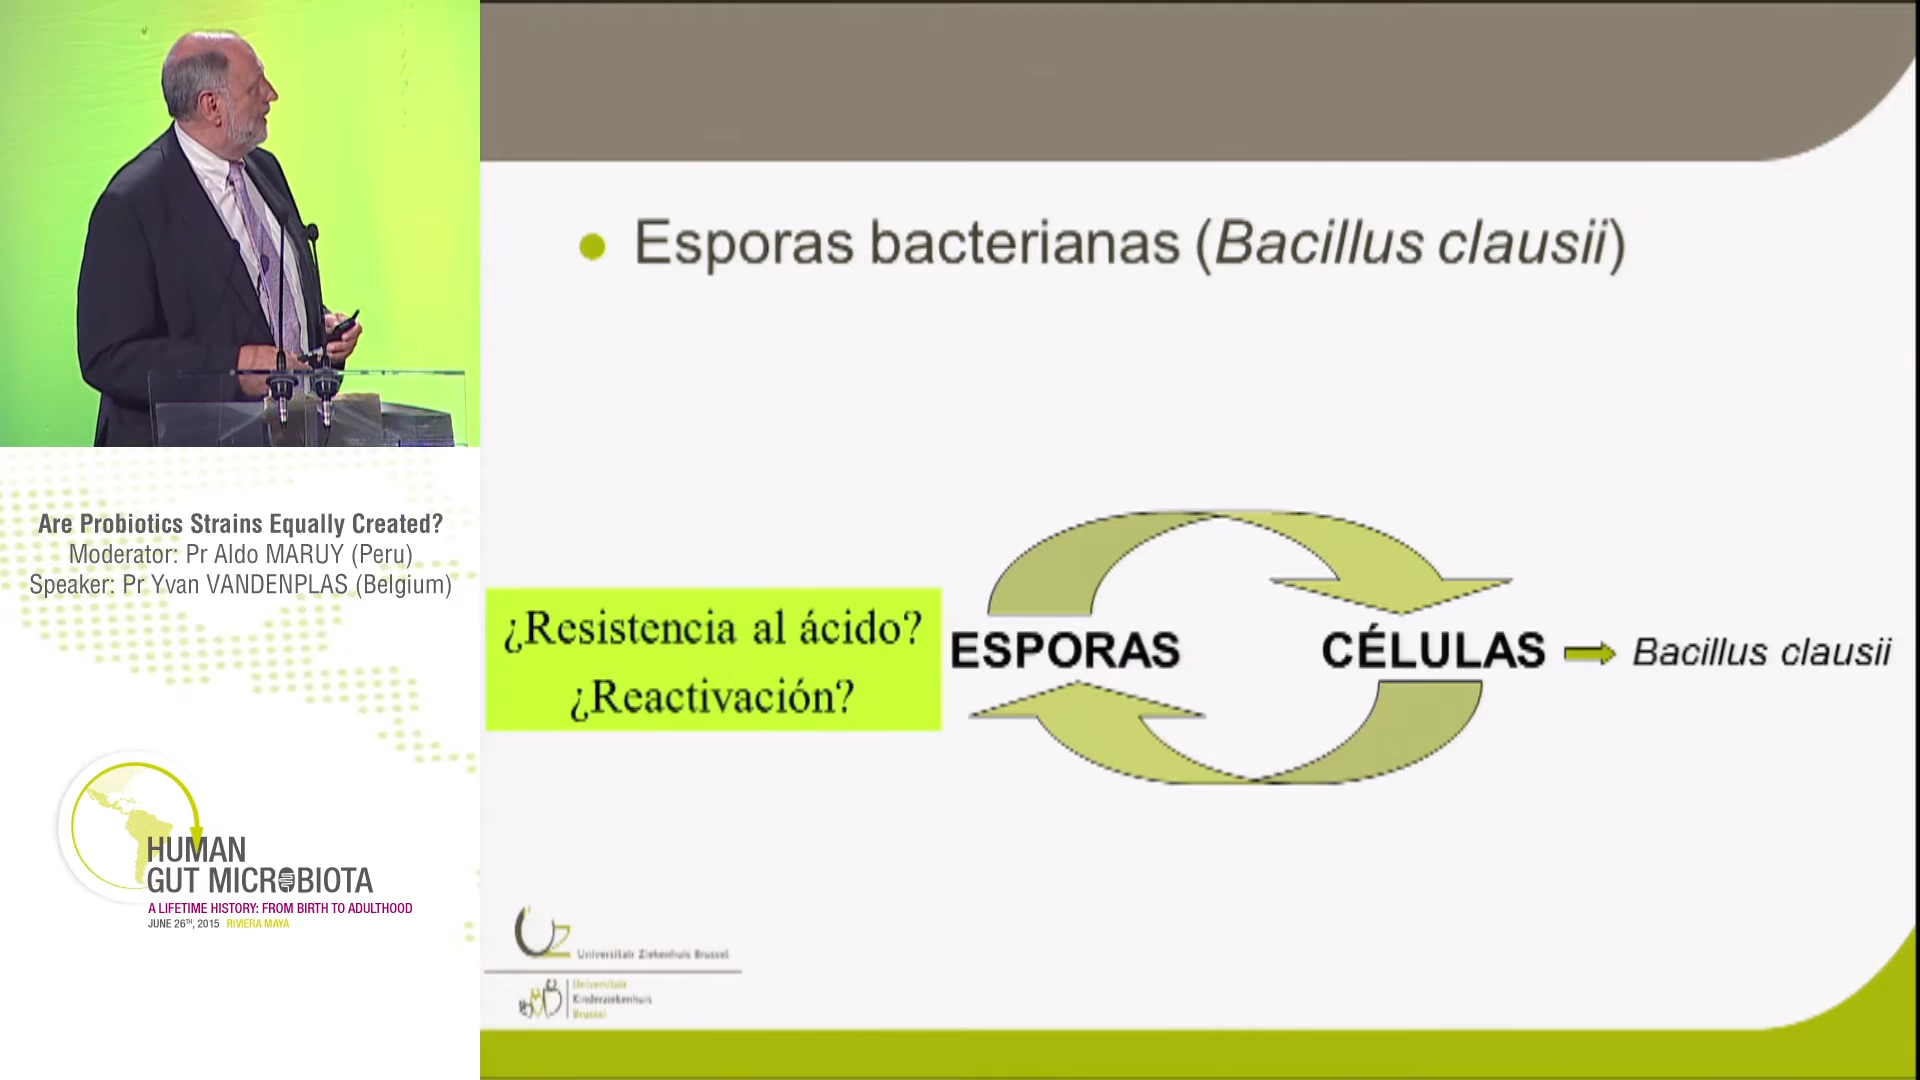 Are Probiotics Strains Equally Created?
Moderator: Pr Aldo MARUY (Peru)
Speaker: Pr Yvan VANDENPLAS (Belgium)
HUMAN
GUT MICROBIOTA
A LIFETIME HISTORY: FROM BIRTH TO ADULTHOOD
JUNE 26TH, 2015 RIVIERA MAYA
Esporas bacterianas (Bacillus clausii)
¿Resistencia al ácido?
¿Reactivación?
ESPORAS
CÉLULAS
Bacillus clausii
UZ
Universitair Ziekenhuis Brussel
Universitair
Kinderziekenhuis
Brussel